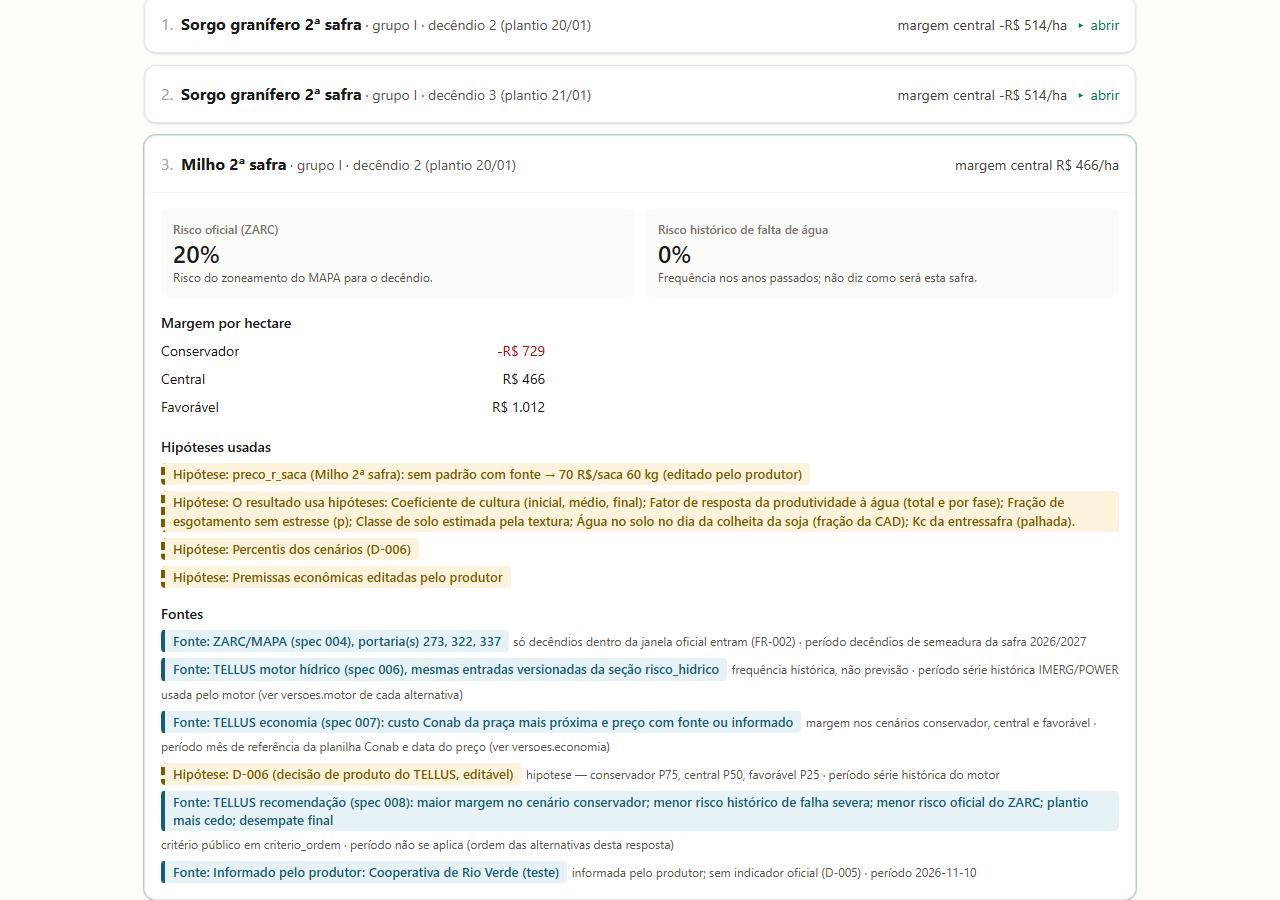 1. Sorgo granífero 2ª safra · grupo I · decêndio 2 (plantio 20/01) margem central -R$ 514/ha ‣ abrir
2. Sorgo granífero 2ª safra · grupo I · decêndio 3 (plantio 21/01) margem central -R$ 514/ha ‣ abrir
3. Milho 2ª safra · grupo I · decêndio 2 (plantio 20/01) margem central R$ 466/ha
Risco oficial (ZARC)
20%
Risco do zoneamento do MAPA para o decêndio.
Risco histórico de falta de água
0%
Frequência nos anos passados; não diz como será esta safra.
Margem por hectare
Conservador -R$ 729
Central R$ 466
Favorável R$ 1.012
Hipóteses usadas
Hipótese: preco_r_saca (Milho 2ª safra): sem padrão com fonte → 70 R$/saca 60 kg (editado pelo produtor)
Hipótese: O resultado usa hipóteses: Coeficiente de cultura (inicial, médio, final); Fator de resposta da produtividade à água (total e por fase); Fração de
esgotamento sem estresse (p); Classe de solo estimada pela textura; Água no solo no dia da colheita da soja (fração da CAD); Kc da entressafra (palhada).
Hipótese: Percentis dos cenários (D-006)
Hipótese: Premissas econômicas editadas pelo produtor
Fontes
Fonte: ZARC/MAPA (spec 004), portaria(s) 273, 322, 337 só decêndios dentro da janela oficial entram (FR-002) · período decêndios de semeadura da safra 2026/2027
Fonte: TELLUS motor hídrico (spec 006), mesmas entradas versionadas da seção risco_hidrico frequência histórica, não previsão · período série histórica IMERG/POWER
usada pelo motor (ver versoes.motor de cada alternativa)
Fonte: TELLUS economia (spec 007): custo Conab da praça mais próxima e preço com fonte ou informado margem nos cenários conservador, central e favorável ·
período mês de referência da planilha Conab e data do preço (ver versoes.economia)
Hipótese: D-006 (decisão de produto do TELLUS, editável) hipotese — conservador P75, central P50, favorável P25 · período série histórica do motor
Fonte: TELLUS recomendação (spec 008): maior margem no cenário conservador; menor risco histórico de falha severa; menor risco oficial do ZARC; plantio
mais cedo; desempate final
critério público em criterio_ordem · período não se aplica (ordem das alternativas desta resposta)
Fonte: Informado pelo produtor: Cooperativa de Rio Verde (teste) informada pelo produtor; sem indicador oficial (D-005) · período 2026-11-10